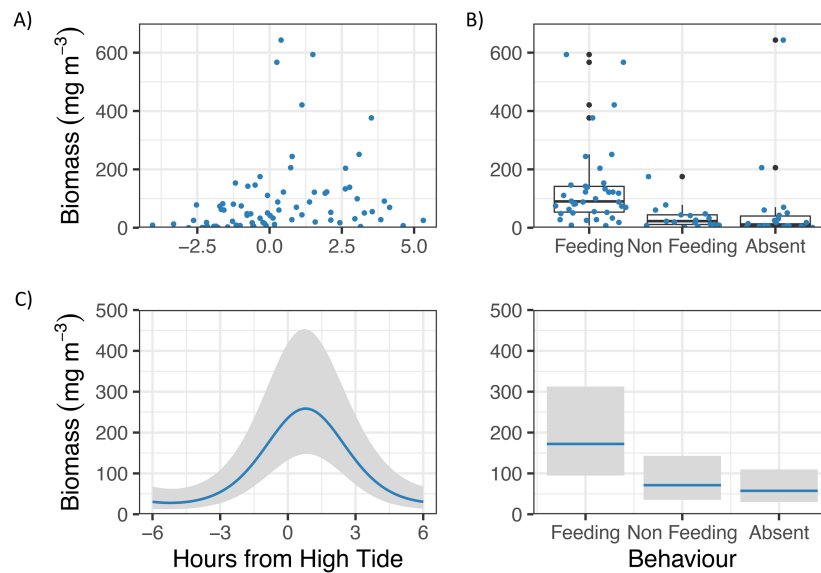 A)
B)
Biomass (mg m⁻³)
600
400
200
0
−2.5 0.0 2.5 5.0
600
400
200
0
Feeding Non Feeding Absent
C)
Biomass (mg m⁻³)
500
400
300
200
100
0
−6 −3 0 3 6
Hours from High Tide
500
400
300
200
100
0
Feeding Non Feeding Absent
Behaviour